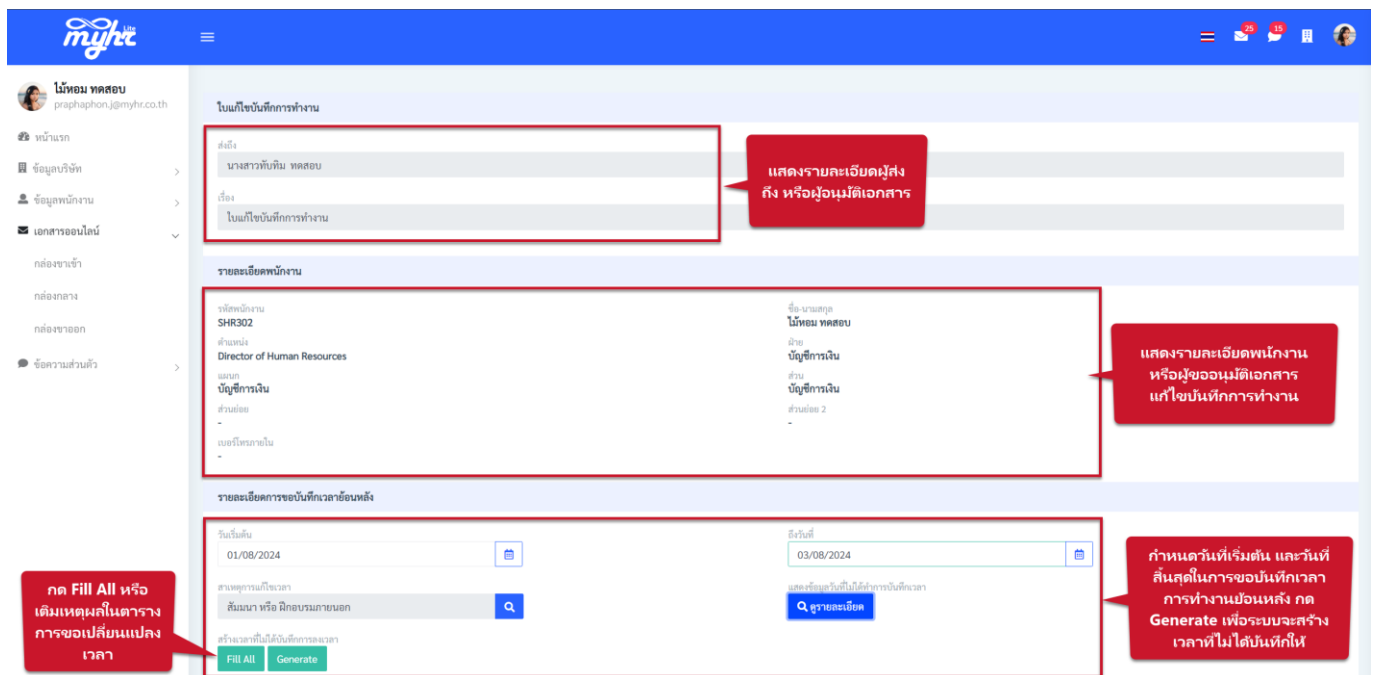 myhr Lite
25
15
ไม้หอม ทดสอบ
praphaphon.j@myhr.co.th
หน้าแรก
ข้อมูลบริษัท
ข้อมูลพนักงาน
เอกสารออนไลน์
กล่องขาเข้า
กล่องกลาง
กล่องขาออก
ข้อความส่วนตัว
ใบแก้ไขบันทึกการทำงาน
ส่งถึง
นางสาวทับทิม ทดสอบ
เรื่อง
ใบแก้ไขบันทึกการทำงาน
แสดงรายละเอียดผู้ส่ง
ถึง หรือผู้อนุมัติเอกสาร
รายละเอียดพนักงาน
รหัสพนักงาน
SHR302
ชื่อ-นามสกุล
ไม้หอม ทดสอบ
ตำแหน่ง
Director of Human Resources
ฝ่าย
บัญชีการเงิน
แผนก
บัญชีการเงิน
ส่วน
บัญชีการเงิน
ส่วนย่อย
-
ส่วนย่อย 2
-
เบอร์โทรภายใน
-
แสดงรายละเอียดพนักงาน
หรือผู้ขออนุมัติเอกสาร
แก้ไขบันทึกการทำงาน
รายละเอียดการขอบันทึกเวลาย้อนหลัง
วันเริ่มต้น
01/08/2024
ถึงวันที่
03/08/2024
สาเหตุการแก้ไขเวลา
สัมมนา หรือ ฝึกอบรมภายนอก
แสดงข้อมูลวันที่ไม่ได้ทำการบันทึกเวลา
ดูรายละเอียด
สร้างเวลาที่ไม่ได้บันทึกการลงเวลา
Fill All
Generate
กด Fill All หรือ
เติมเหตุผลในตาราง
การขอเปลี่ยนแปลง
เวลา
กำหนดวันที่เริ่มต้น และวันที่
สิ้นสุดในการขอบันทึกเวลา
การทำงานย้อนหลัง กด
Generate เพื่อระบบจะสร้าง
เวลาที่ไม่ได้บันทึกให้